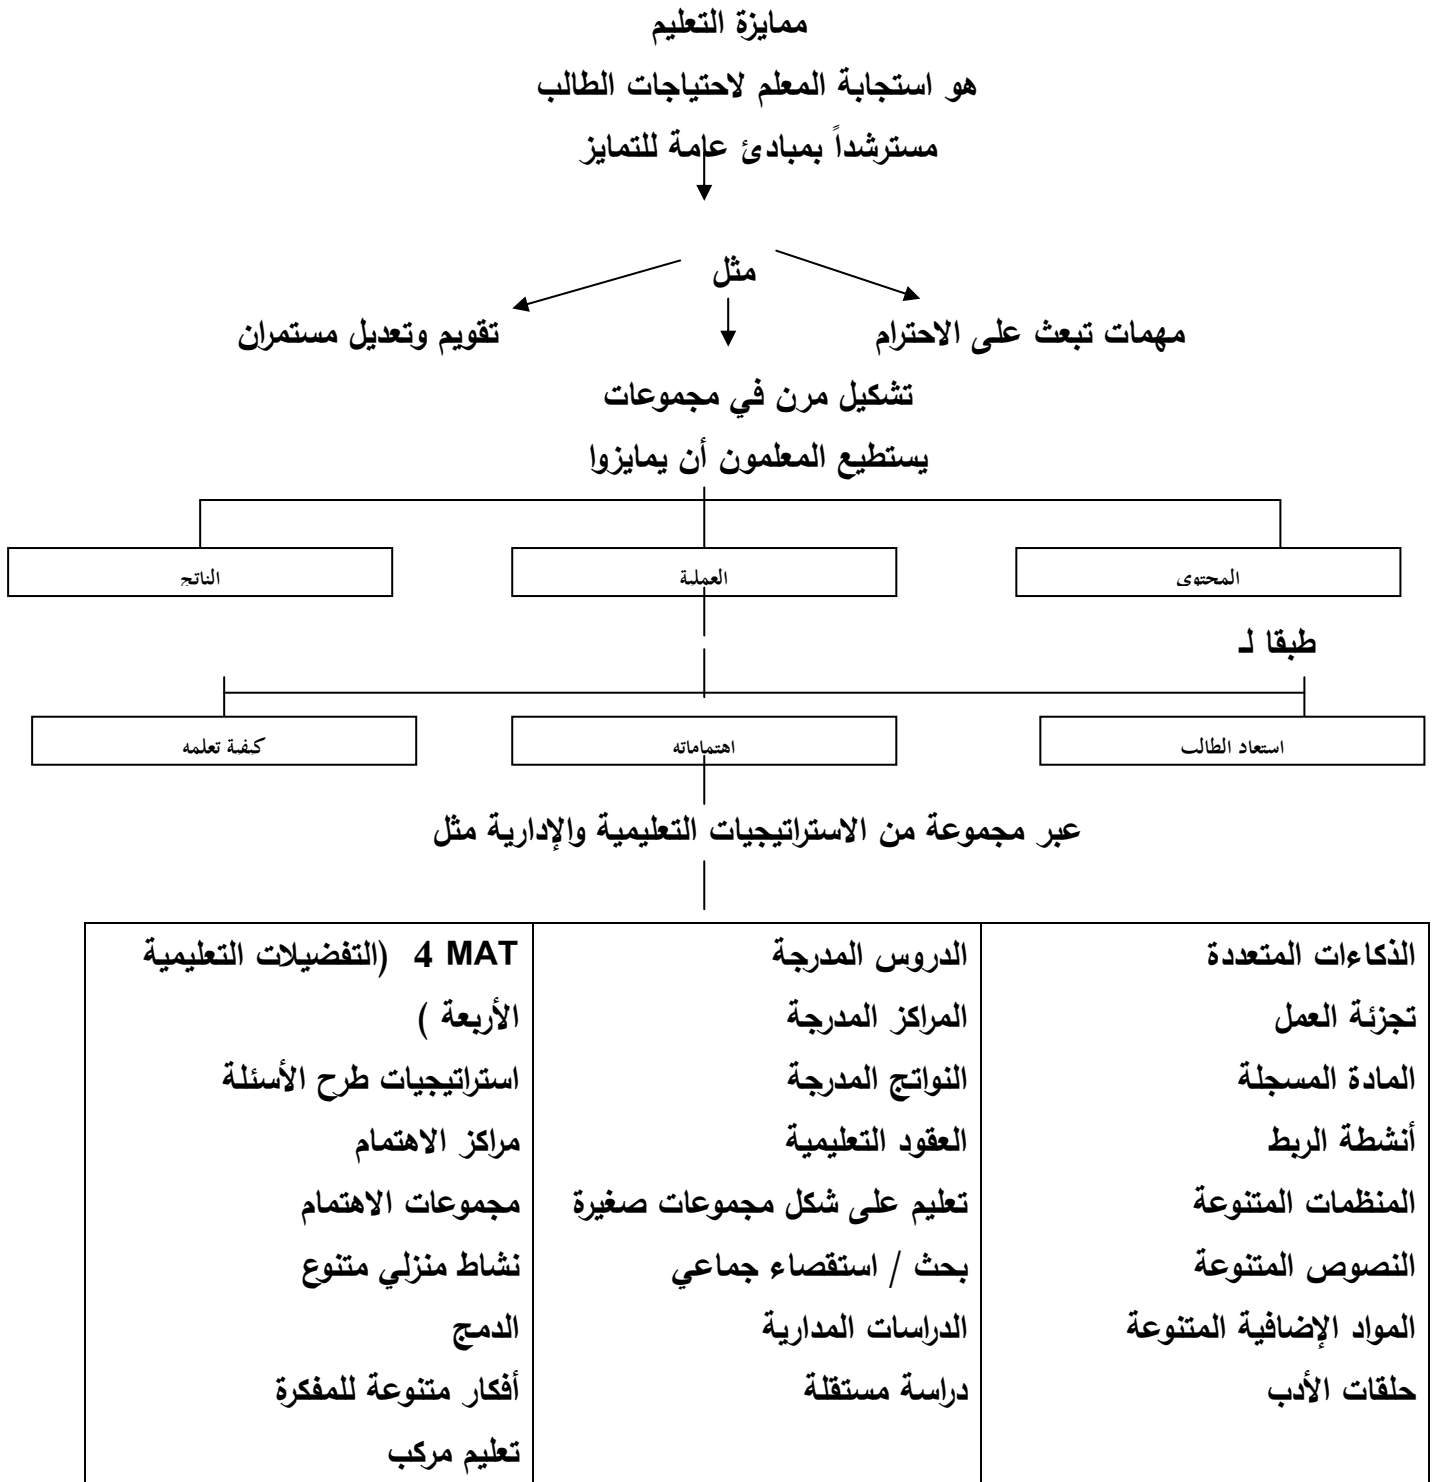 ممايزة التعليم
هو استجابة المعلم لاحتياجات الطالب
مسترشداً بمبادئ عامة للتمايز
مثل
مهمات تبعث على الاحترام
تقويم وتعديل مستمران
تشكيل مرن في مجموعات
يستطيع المعلمون أن يمايزوا
المحتوى
العملية
الناتج
طبقا لـ
استعاد الطالب
اهتماماته
كيفية تعلمه
عبر مجموعة من الاستراتيجيات التعليمية والإدارية مثل
الذكاءات المتعددة
تجزئة العمل
المادة المسجلة
أنشطة الربط
المنظمات المتنوعة
النصوص المتنوعة
المواد الإضافية المتنوعة
حلقات الأدب
الدروس المدرجة
المراكز المدرجة
النواتج المدرجة
العقود التعليمية
تعليم على شكل مجموعات صغيرة
بحث / استقصاء جماعي
الدراسات المدارية
دراسة مستقلة
4 MAT (التفضيلات التعليمية
الأربعة )
استراتيجيات طرح الأسئلة
مراكز الاهتمام
مجموعات الاهتمام
نشاط منزلي متنوع
الدمج
أفكار متنوعة للمفكرة
تعليم مركب